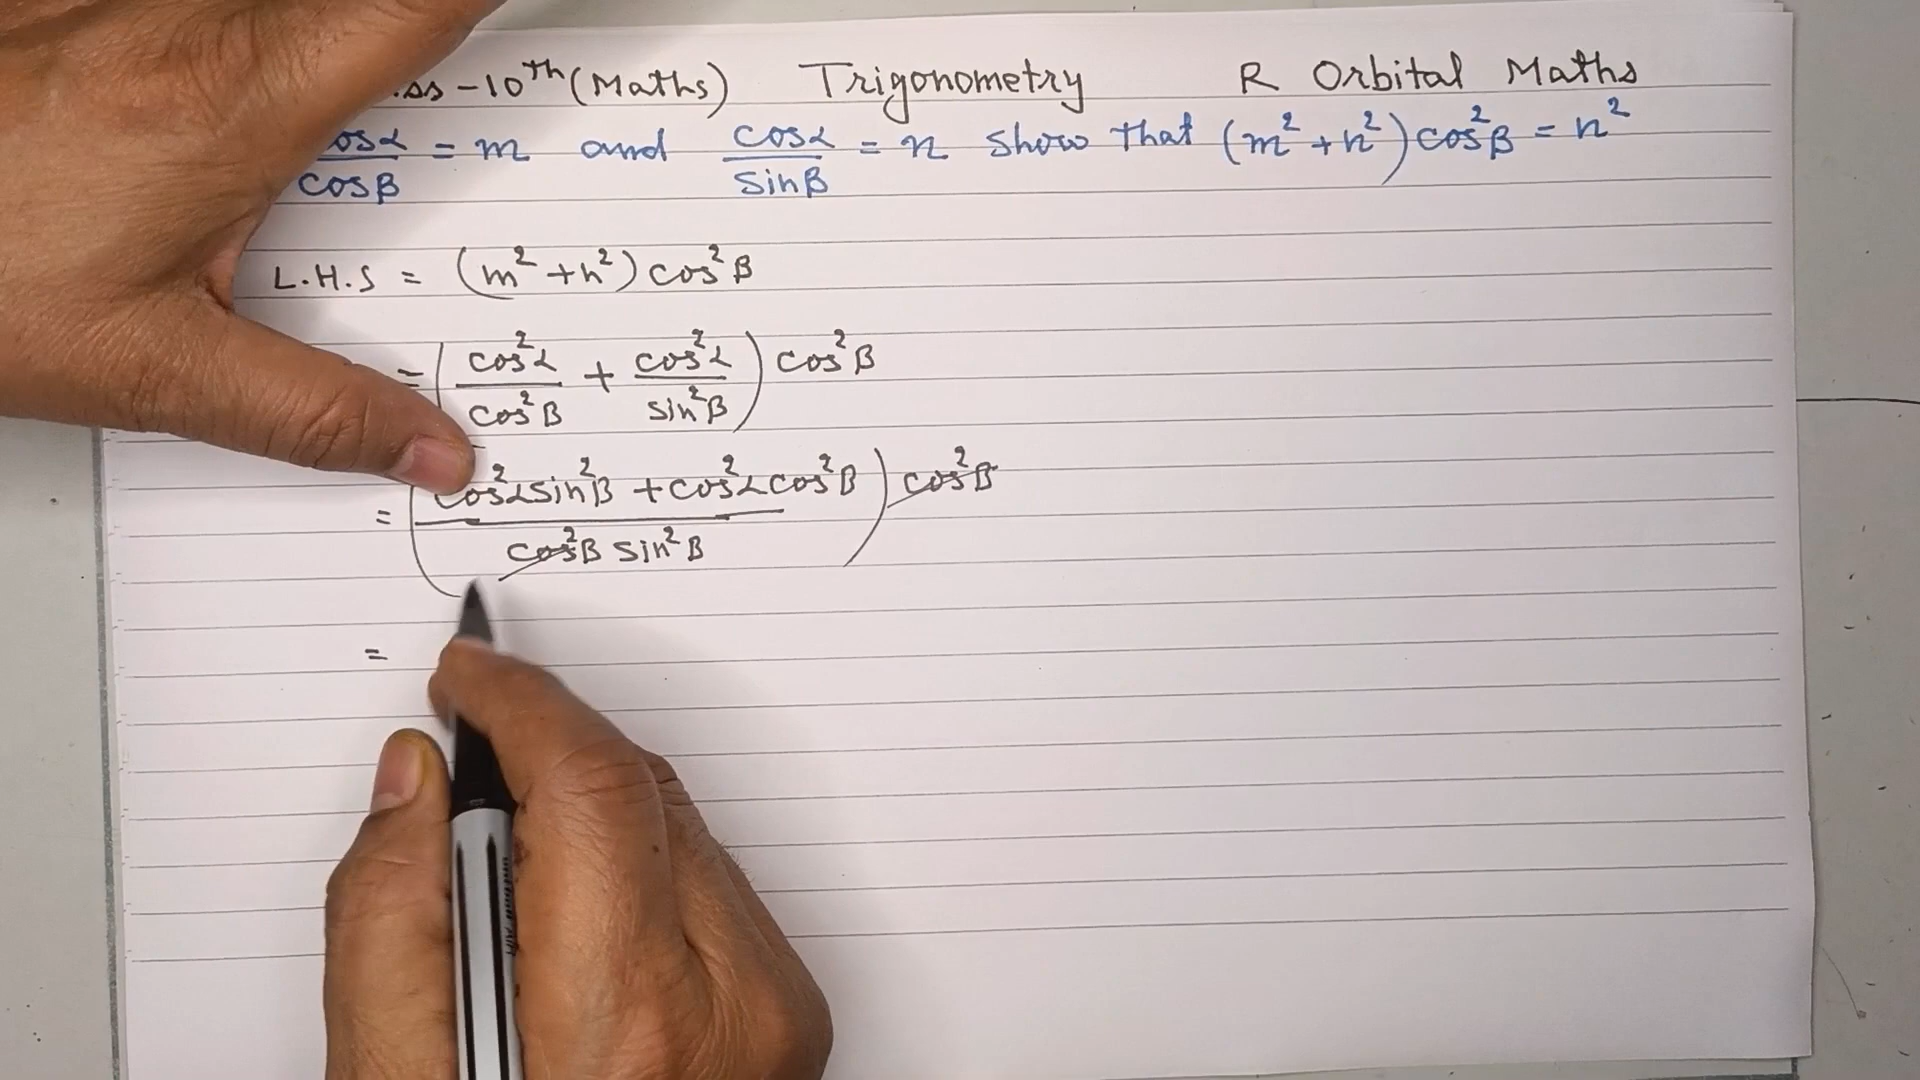 -10th (Maths) Trigonometry R Orbital Maths
cosα/cosβ = m and cosα/sinβ = n Show that (m² + n²) cos²β = n²
L.H.S = (m² + n²) cos²β
= (cos²α/cos²β + cos²α/sin²β) cos²β
= (cos²α sin²β + cos²α cos²β / cos²β sin²β) cos²β
=